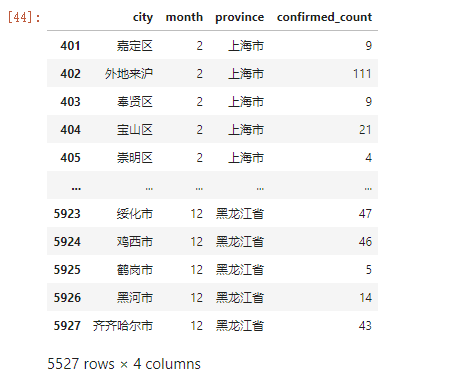 [44]:
city month province confirmed_count
401 嘉定区 2 上海市 9
402 外地来沪 2 上海市 111
403 奉贤区 2 上海市 9
404 宝山区 2 上海市 21
405 崇明区 2 上海市 4
... ... ... ... ...
5923 绥化市 12 黑龙江省 47
5924 鸡西市 12 黑龙江省 46
5925 鹤岗市 12 黑龙江省 5
5926 黑河市 12 黑龙江省 14
5927 齐齐哈尔市 12 黑龙江省 43
5527 rows × 4 columns